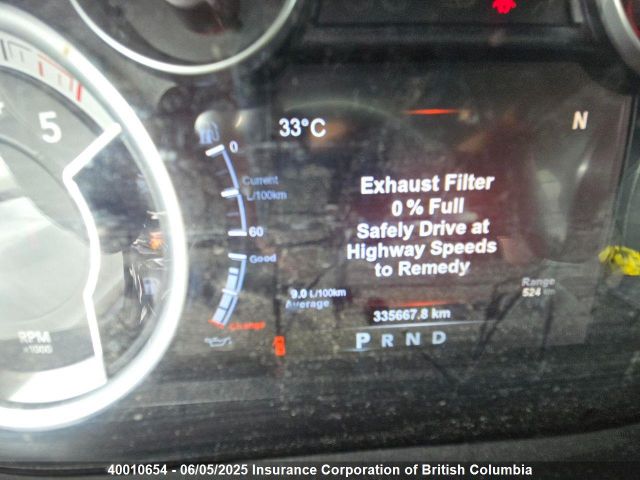 5
33°C
N
0
Current
L/100km
60
Good
Exhaust Filter
0 % Full
Safely Drive at
Highway Speeds
to Remedy
9.0 L/100km
Average
Range
524 km
Change
335667.8 km
P R N D
RPM
x1000
40010654 - 06/05/2025 Insurance Corporation of British Columbia